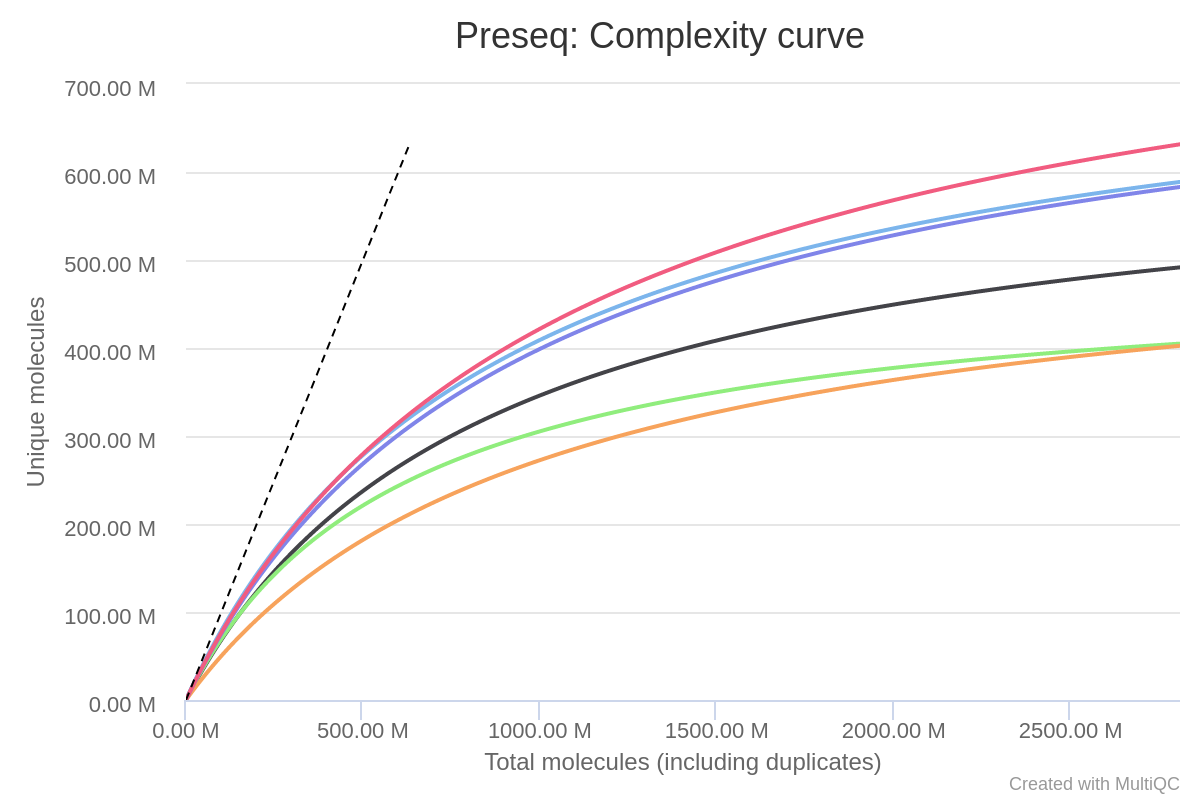 Preseq: Complexity curve
700.00 M
600.00 M
500.00 M
400.00 M
300.00 M
200.00 M
100.00 M
0.00 M
Unique molecules
0.00 M 500.00 M 1000.00 M 1500.00 M 2000.00 M 2500.00 M
Total molecules (including duplicates)
Created with MultiQC